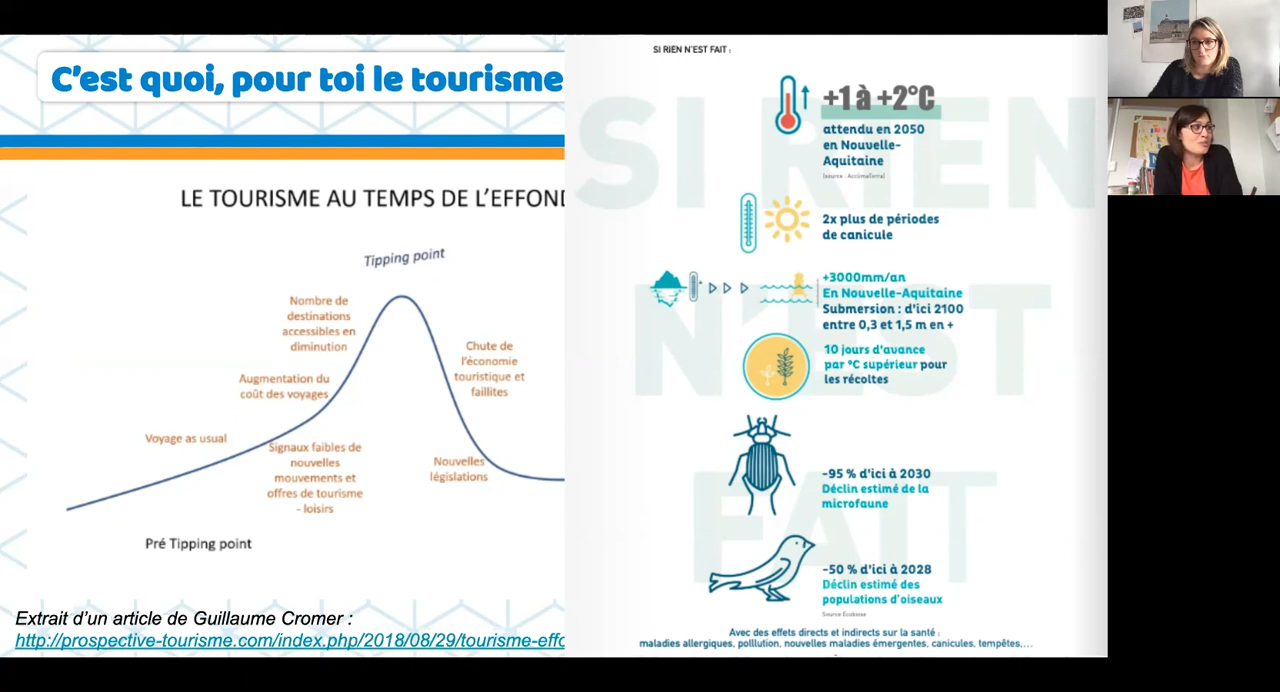 C'est quoi, pour toi le tourisme
LE TOURISME AU TEMPS DE L'EFFOND
Tipping point
Nombre de
destinations
accessibles en
diminution
Augmentation du
coût des voyages
Voyage as usual
Signaux faibles de
nouvelles
mouvements et
offres de tourisme
- loisirs
Chute de
l'économie
touristique et
faillites
Nouvelles
législations
Pré Tipping point
Extrait d'un article de Guillaume Cromer :
http://prospective-tourisme.com/index.php/2018/08/29/tourisme-effo
SI RIEN N'EST FAIT :
SI RIEN
N'EST
FAIT
+1 à +2°C
attendu en 2050
en Nouvelle-
Aquitaine
(source : AcclimaTerra)
2x plus de périodes
de canicule
+3000mm/an
En Nouvelle-Aquitaine
Submersion : d'ici 2100
entre 0,3 et 1,5 m en +
10 jours d'avance
par °C supérieur pour
les récoltes
-95 % d'ici à 2030
Déclin estimé de la
microfaune
-50 % d'ici à 2028
Déclin estimé des
populations d'oiseaux
Avec des effets directs et indirects sur la santé :
maladies allergiques, polllution, nouvelles maladies émergentes, canicules, tempêtes,...